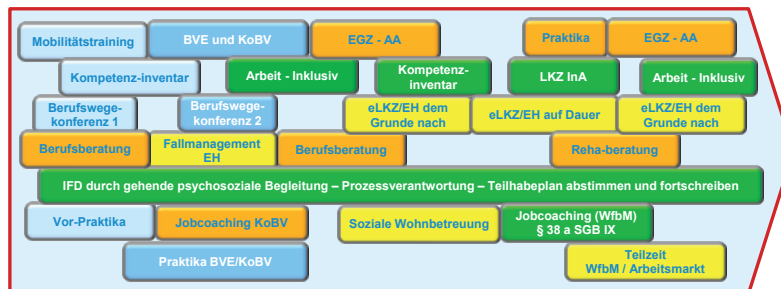 Mobilitätstraining
BVE und KoBV
EGZ - AA
Praktika
EGZ - AA
Kompetenz-inventar
Arbeit - Inklusiv
Kompetenz-
inventar
LKZ InA
Arbeit - Inklusiv
Berufswege-
konferenz 1
Berufswege-
konferenz 2
eLKZ/EH dem
Grunde nach
eLKZ/EH auf Dauer
eLKZ/EH dem
Grunde nach
Berufsberatung
Fallmanagement
EH
Berufsberatung
Reha-beratung
IFD durch gehende psychosoziale Begleitung – Prozessverantwortung – Teilhabeplan abstimmen und fortschreiben
Vor-Praktika
Jobcoaching KoBV
Soziale Wohnbetreuung
Jobcoaching (WfbM)
§ 38 a SGB IX
Praktika BVE/KoBV
Teilzeit
WfbM / Arbeitsmarkt